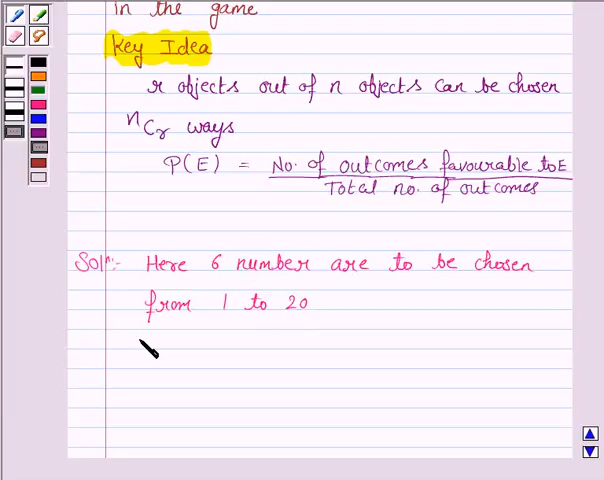 in the game
Key Idea
r objects out of n objects can be chosen
nCr ways
P(E) = No. of outcomes favourable to E
Total no. of outcomes
Soln:- Here 6 number are to be chosen
from 1 to 20